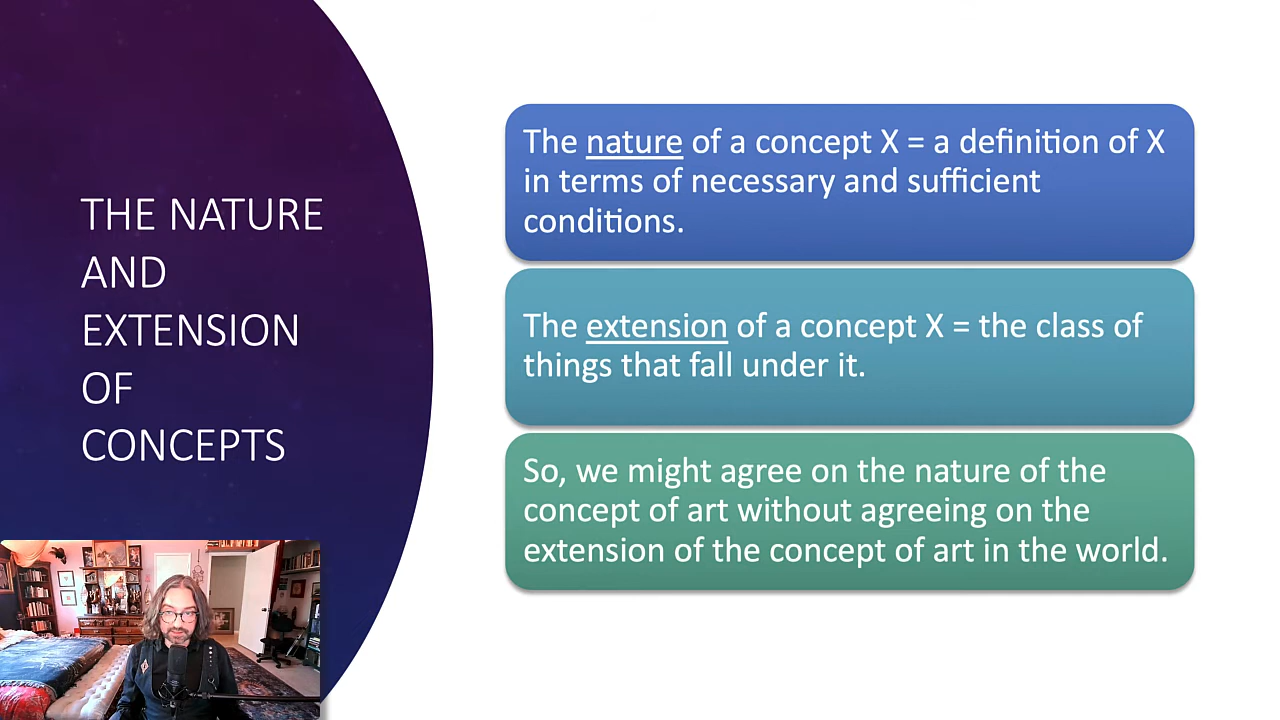 THE NATURE
AND
EXTENSION
OF
CONCEPTS
The nature of a concept X = a definition of X
in terms of necessary and sufficient
conditions.
The extension of a concept X = the class of
things that fall under it.
So, we might agree on the nature of the
concept of art without agreeing on the
extension of the concept of art in the world.